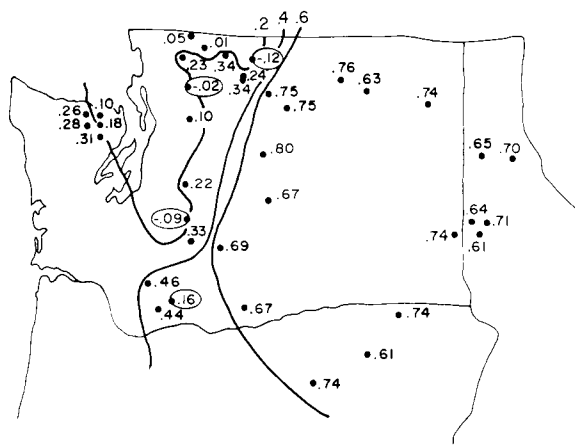 .2 .4 .6
.05 .01 -.12
.23 .34 .24
.34
-.02 .75 .76 .63
.75 .74
.26 .10
.28 .18 .10
.31
.80 .65 .70
.22 .67
-.09 .64 .71
.33 .69 .74 .61
.46
.16
.44 .67 .74
.61
.74